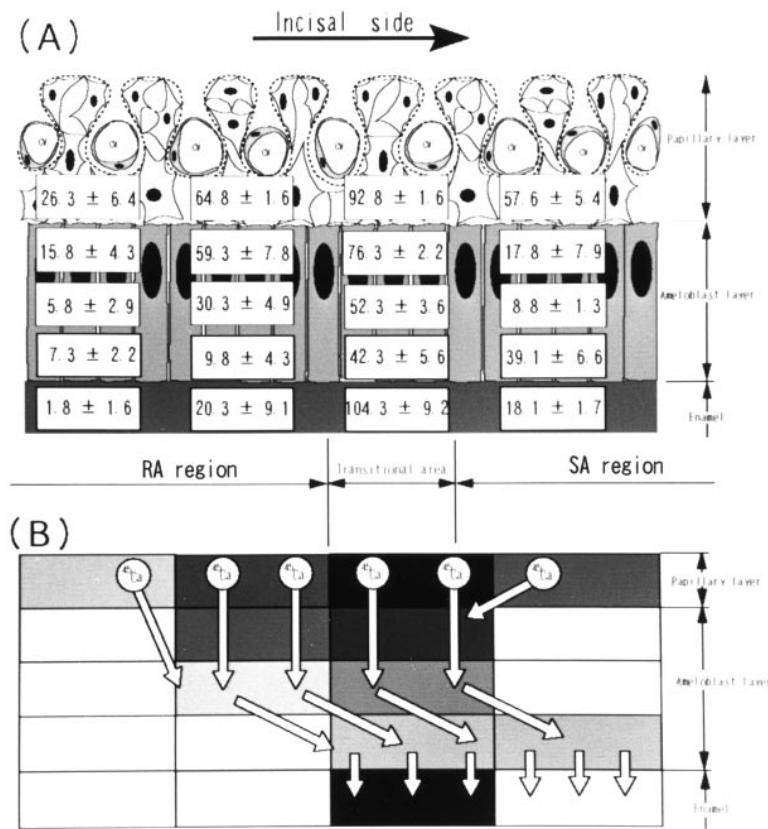 (A)
Incisal side
26.3 ± 6.4 64.8 ± 1.6 92.8 ± 1.6 57.6 ± 5.4
Papillary layer
15.8 ± 4.3 59.3 ± 7.8 76.3 ± 2.2 17.8 ± 7.9
5.8 ± 2.9 30.3 ± 4.9 52.3 ± 3.6 8.8 ± 1.3
Ameloblast layer
7.3 ± 2.2 9.8 ± 4.3 42.3 ± 5.6 39.1 ± 6.6
1.8 ± 1.6 20.3 ± 9.1 104.3 ± 9.2 18.1 ± 1.7
Enamel
RA region Transitional area SA region
(B)
Papillary layer
Ameloblast layer
Enamel